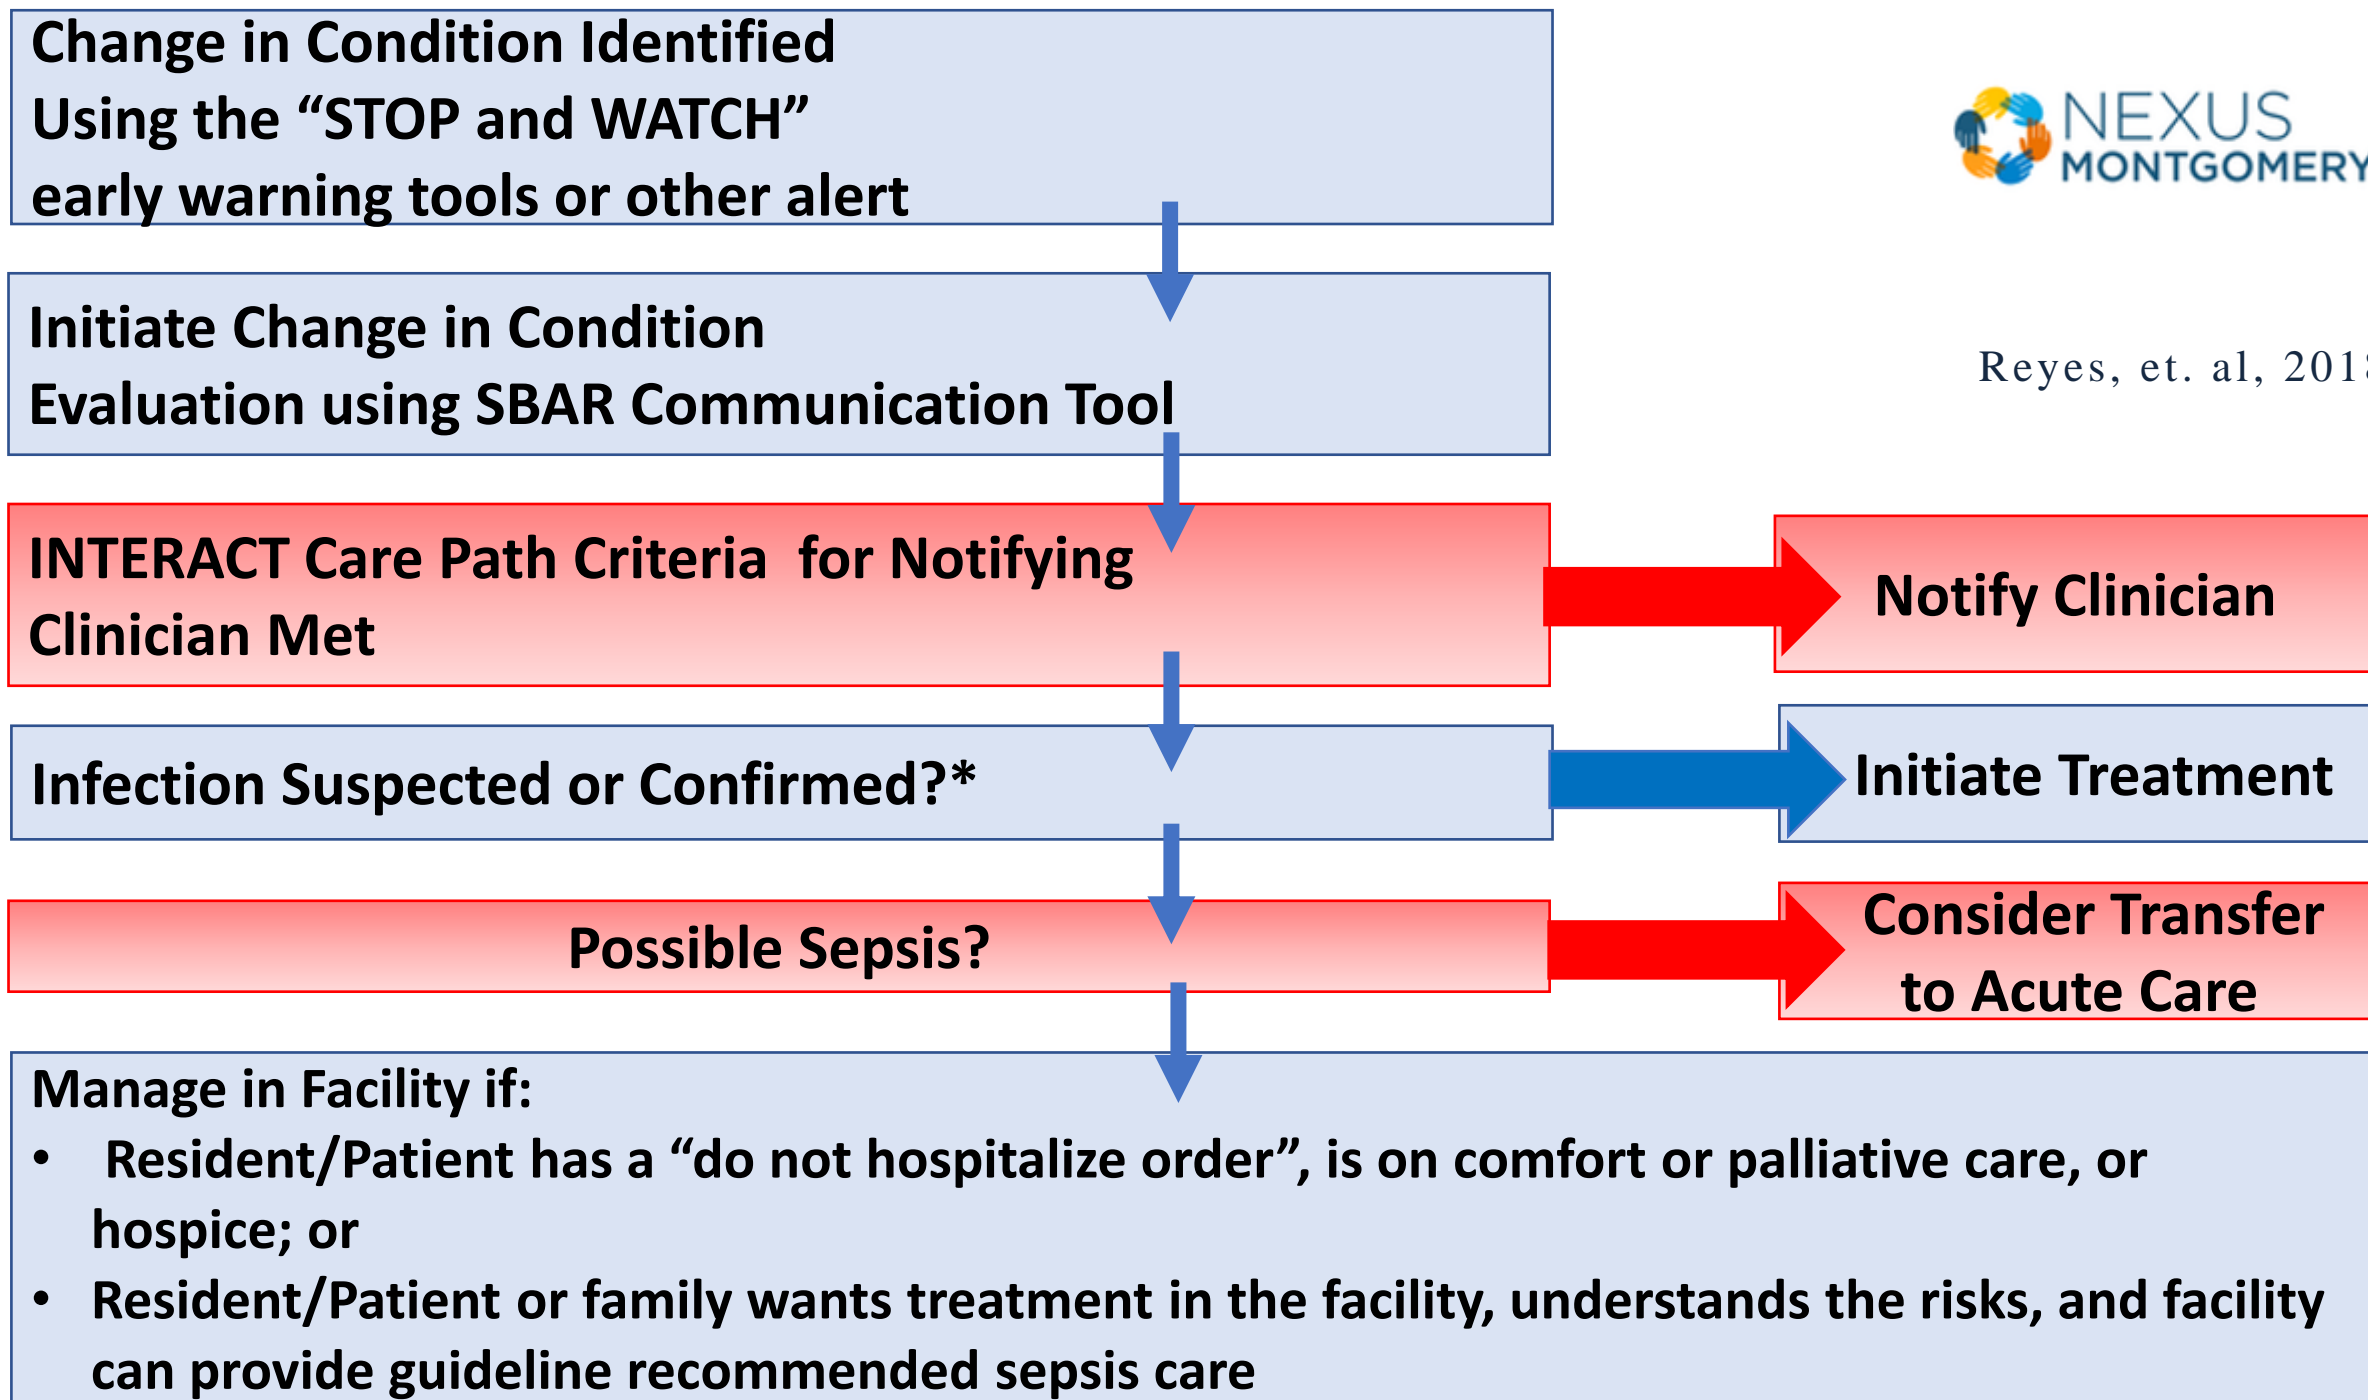 Change in Condition Identified
Using the “STOP and WATCH”
early warning tools or other alert
NEXUS
MONTGOMERY
Initiate Change in Condition
Evaluation using SBAR Communication Tool
Reyes, et. al, 2018
INTERACT Care Path Criteria  for Notifying
Clinician Met
Notify Clinician
Infection Suspected or Confirmed?*
Initiate Treatment
Possible Sepsis?
Consider Transfer
to Acute Care
Manage in Facility if:
• Resident/Patient has a “do not hospitalize order”, is on comfort or palliative care, or
hospice; or
• Resident/Patient or family wants treatment in the facility, understands the risks, and facility
can provide guideline recommended sepsis care